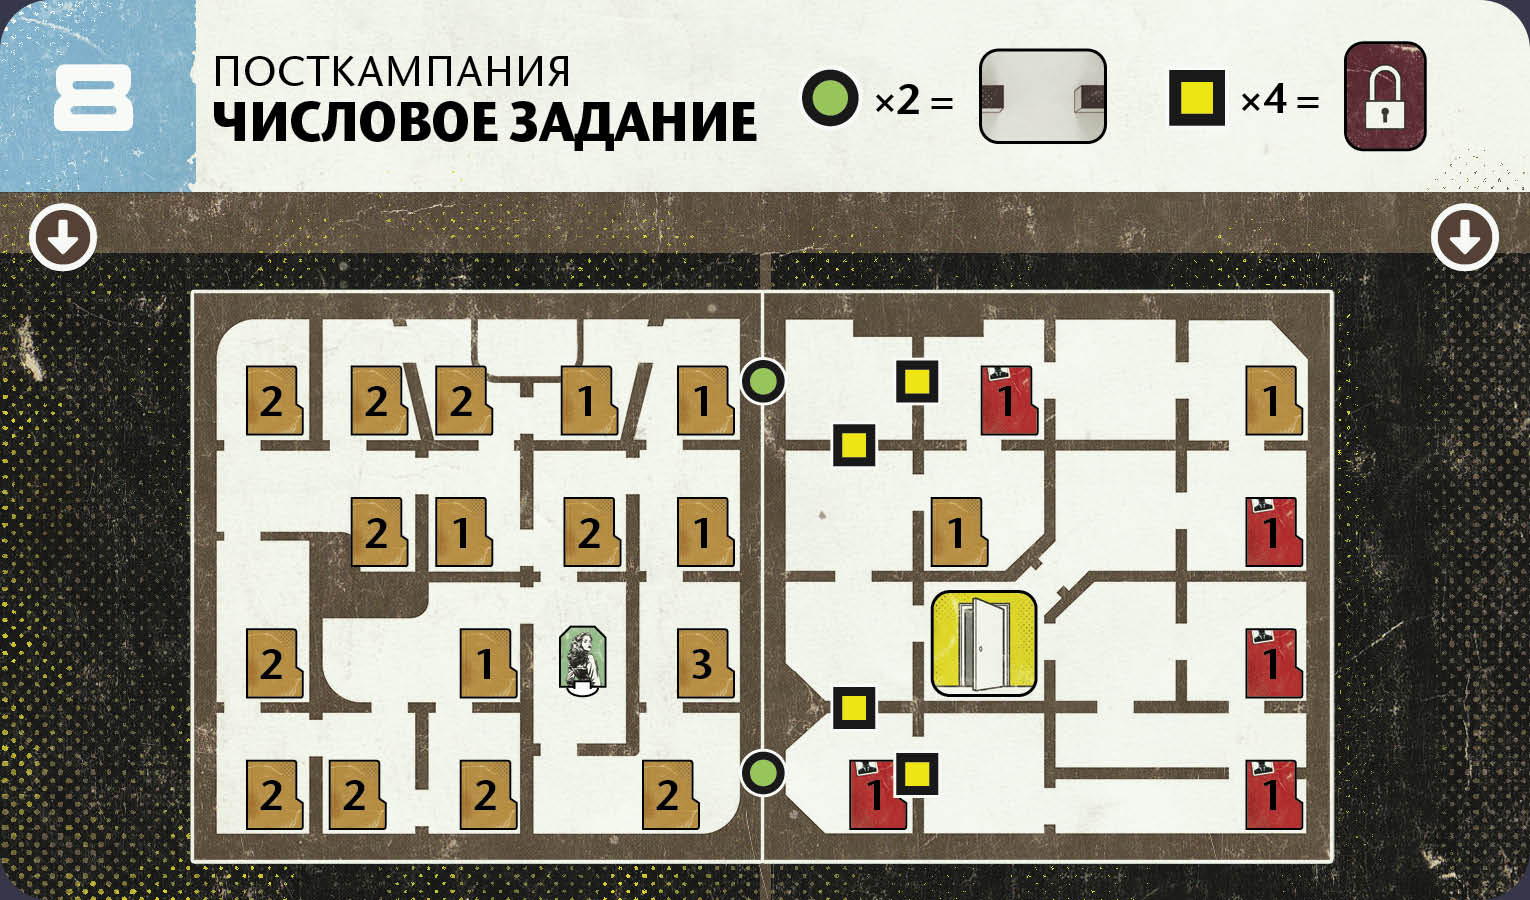 8
ПОСТКАМПАНИЯ
ЧИСЛОВОЕ ЗАДАНИЕ
×2 =
×4 =
2 2 2 1 1 1 1
2 1 2 1 1 1
2 1 3 1
2 2 2 2 1 1